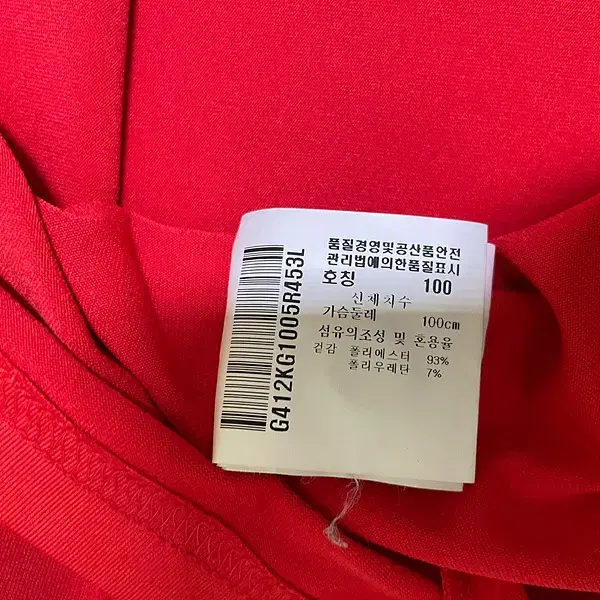 품질경영및공산품안전
관리법에의한품질표시
호칭 100
신체치수
가슴둘레 100cm
섬유의조성 및 혼용율
겉감 폴리에스터 93%
폴리우레탄 7%
G412KG1005R453L